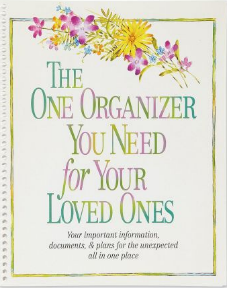 THE
ONE ORGANIZER
YOU NEED
for YOUR
LOVED ONES
Your important information,
documents, & plans for the unexpected
all in one place